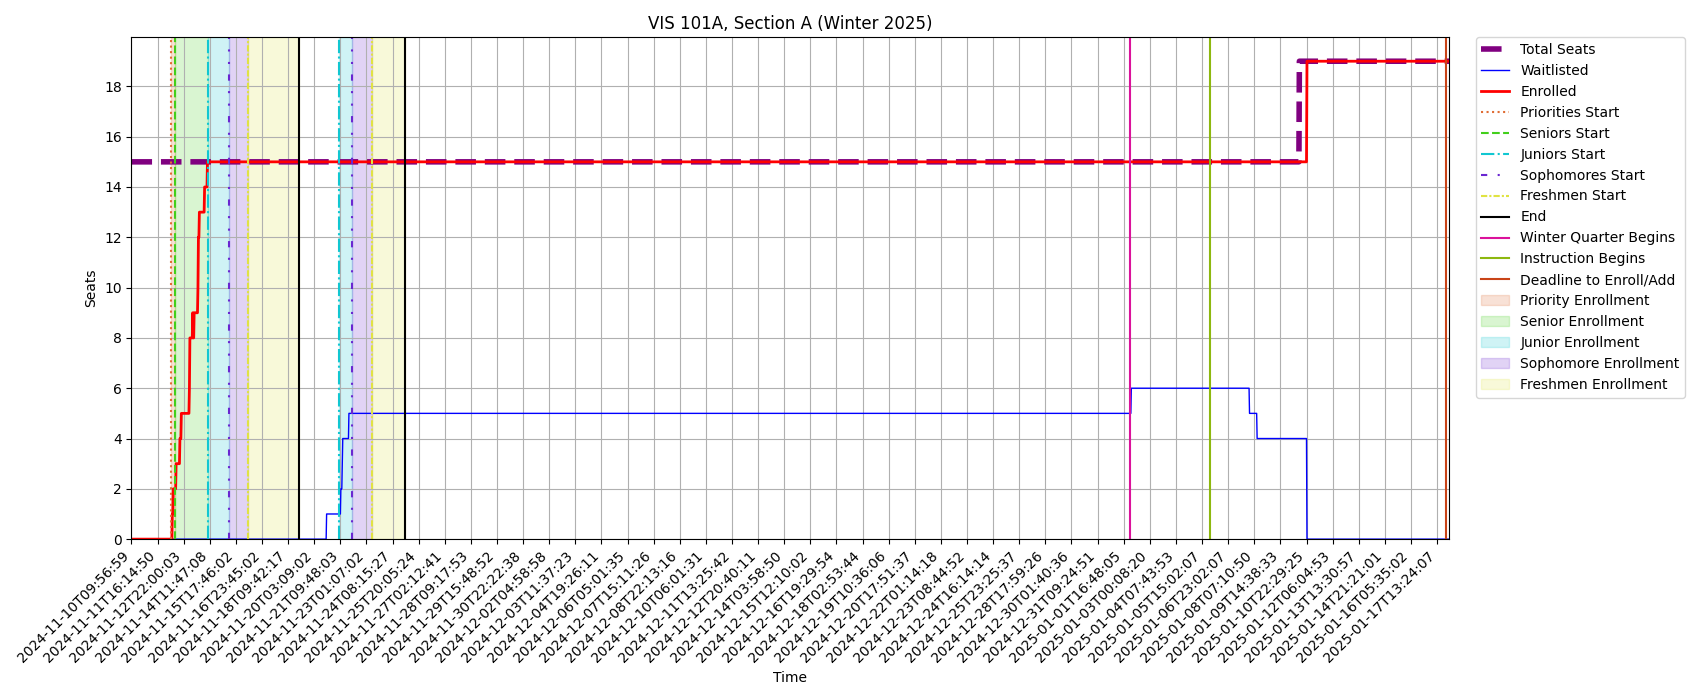 VIS 101A, Section A (Winter 2025)
Seats
18
16
14
12
10
8
6
4
2
0
2024-11-10T09:56:59
2024-11-11T16:14:50
2024-11-12T22:00:03
2024-11-14T11:47:08
2024-11-15T17:46:02
2024-11-16T23:45:02
2024-11-18T09:42:17
2024-11-20T03:09:02
2024-11-21T09:48:03
2024-11-23T01:07:02
2024-11-24T08:15:27
2024-11-25T20:05:24
2024-11-27T02:12:41
2024-11-29T15:48:52
2024-11-30T22:22:38
2024-12-02T04:58:58
2024-12-03T11:37:23
2024-12-04T19:26:11
2024-12-06T05:01:35
2024-12-07T15:11:26
2024-12-08T22:13:16
2024-12-10T06:01:31
2024-12-11T13:25:42
2024-12-12T20:40:11
2024-12-14T03:58:50
2024-12-15T12:10:02
2024-12-16T19:29:54
2024-12-18T02:53:44
2024-12-19T10:36:06
2024-12-20T17:51:37
2024-12-22T01:14:18
2024-12-23T08:44:52
2024-12-24T16:14:14
2024-12-25T23:25:37
2024-12-28T17:59:26
2024-12-30T01:40:36
2024-12-31T09:24:51
2025-01-01T16:48:05
2025-01-03T00:08:20
2025-01-04T07:43:53
2025-01-05T15:02:07
2025-01-06T23:02:07
2025-01-08T07:10:50
2025-01-09T14:38:33
2025-01-10T22:29:25
2025-01-12T06:04:53
2025-01-13T13:30:57
2025-01-14T21:21:01
2025-01-16T05:35:02
2025-01-17T13:24:07
Time
Total Seats
Waitlisted
Enrolled
Priorities Start
Seniors Start
Juniors Start
Sophomores Start
Freshmen Start
End
Winter Quarter Begins
Instruction Begins
Deadline to Enroll/Add
Priority Enrollment
Senior Enrollment
Junior Enrollment
Sophomore Enrollment
Freshmen Enrollment